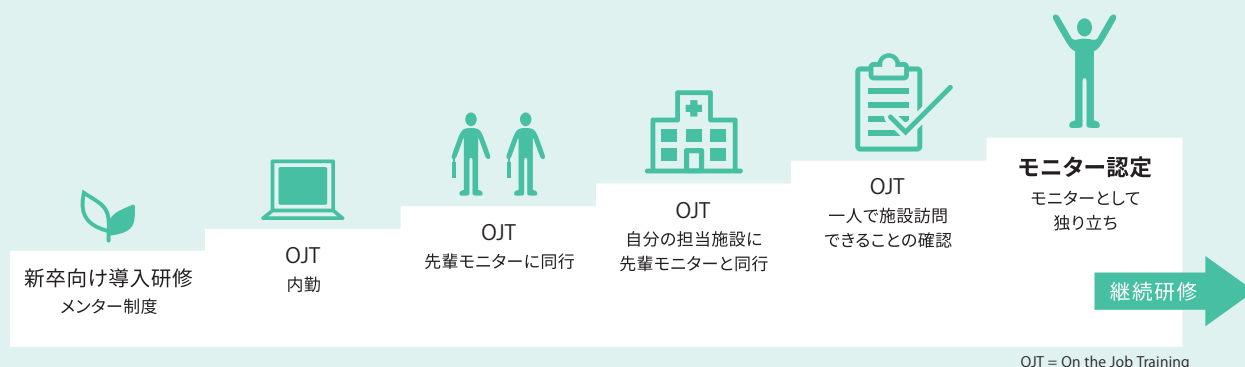 新卒向け導入研修
メンター制度
OJT
内勤
OJT
先輩モニターに同行
OJT
自分の担当施設に
先輩モニターと同行
OJT
一人で施設訪問
できることの確認
モニター認定
モニターとして
独り立ち
継続研修
OJT = On the Job Training